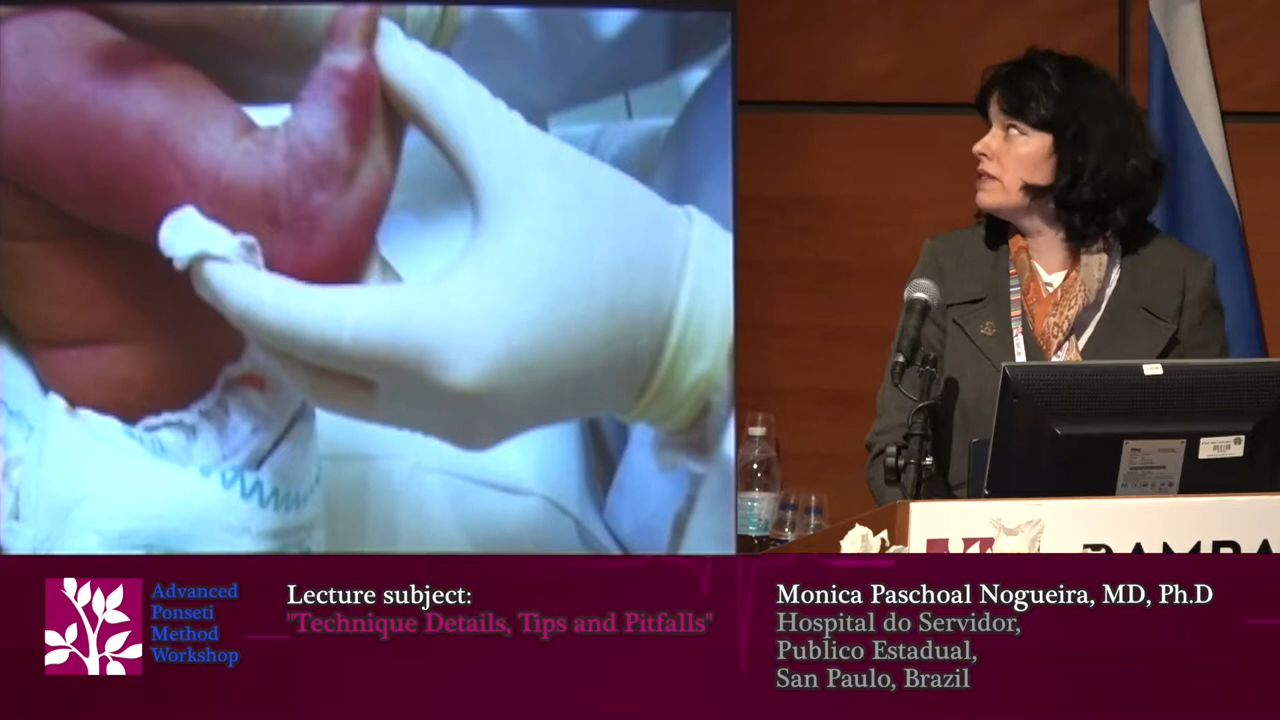 Advanced
Ponseti
Method
Workshop
Lecture subject:
"Technique Details, Tips and Pitfalls"
Monica Paschoal Nogueira, MD, Ph.D
Hospital do Servidor,
Publico Estadual,
San Paulo, Brazil